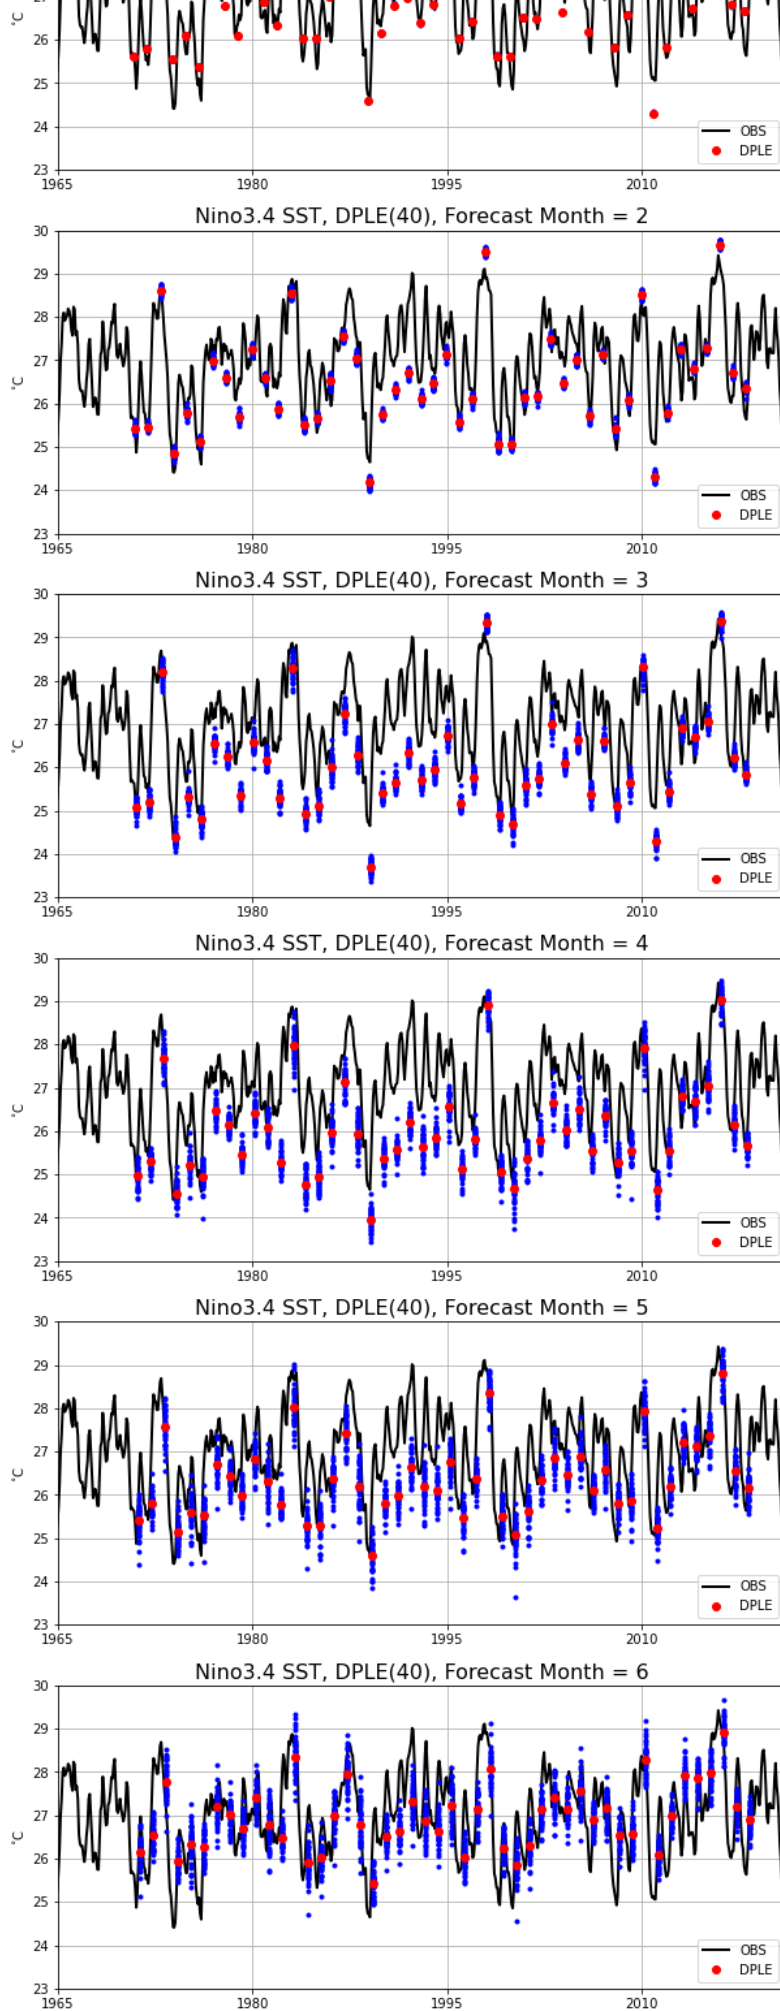 °C
26
25
24
23
OBS
DPLE
1965 1980 1995 2010
Nino3.4 SST, DPLE(40), Forecast Month = 2
30
29
28
27
26
25
24
23
°C
OBS
DPLE
1965 1980 1995 2010
Nino3.4 SST, DPLE(40), Forecast Month = 3
30
29
28
27
26
25
24
23
°C
OBS
DPLE
1965 1980 1995 2010
Nino3.4 SST, DPLE(40), Forecast Month = 4
30
29
28
27
26
25
24
23
°C
OBS
DPLE
1965 1980 1995 2010
Nino3.4 SST, DPLE(40), Forecast Month = 5
30
29
28
27
26
25
24
23
°C
OBS
DPLE
1965 1980 1995 2010
Nino3.4 SST, DPLE(40), Forecast Month = 6
30
29
28
27
26
25
24
23
°C
OBS
DPLE
1965 1980 1995 2010